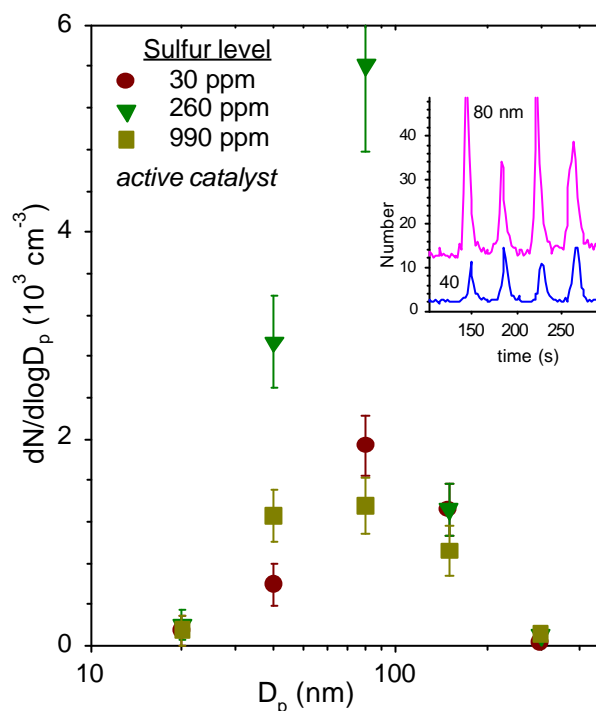 6
4
2
0
10
100
dN/dlogDp (10³ cm⁻³)
Dp (nm)
Sulfur level
30 ppm
260 ppm
990 ppm
active catalyst
80 nm
40
Number
40
30
20
10
0
150
200
250
time (s)